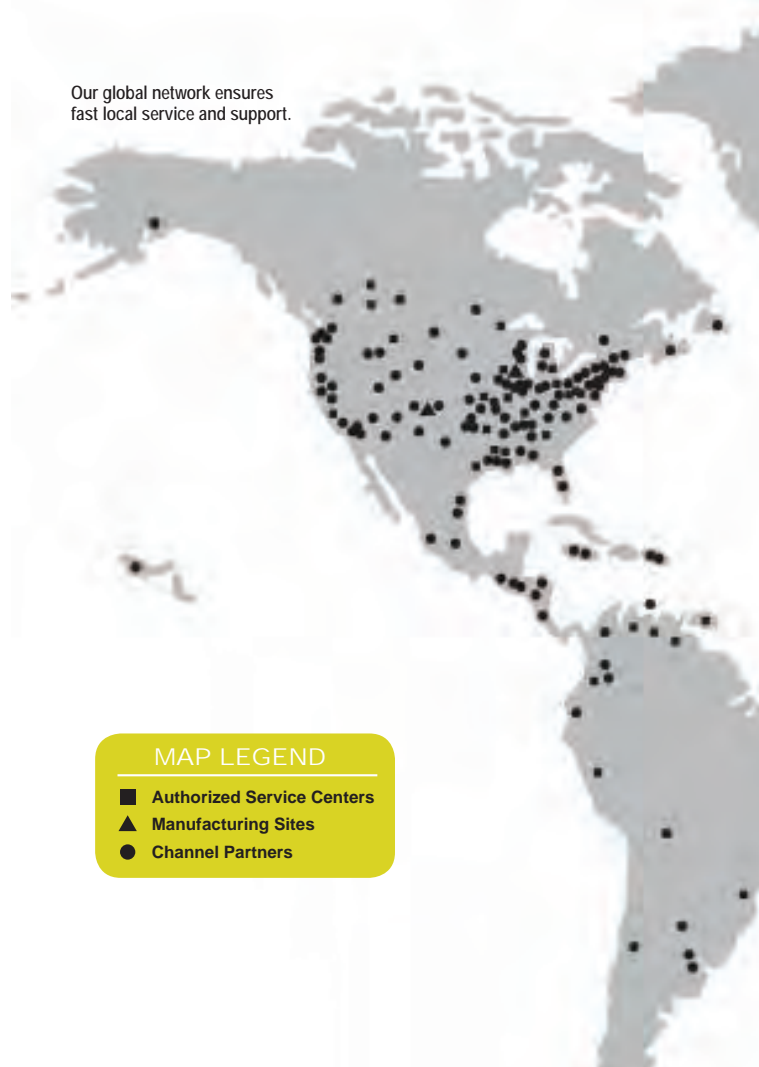 Our global network ensures
fast local service and support.
MAP LEGEND
Authorized Service Centers
Manufacturing Sites
Channel Partners